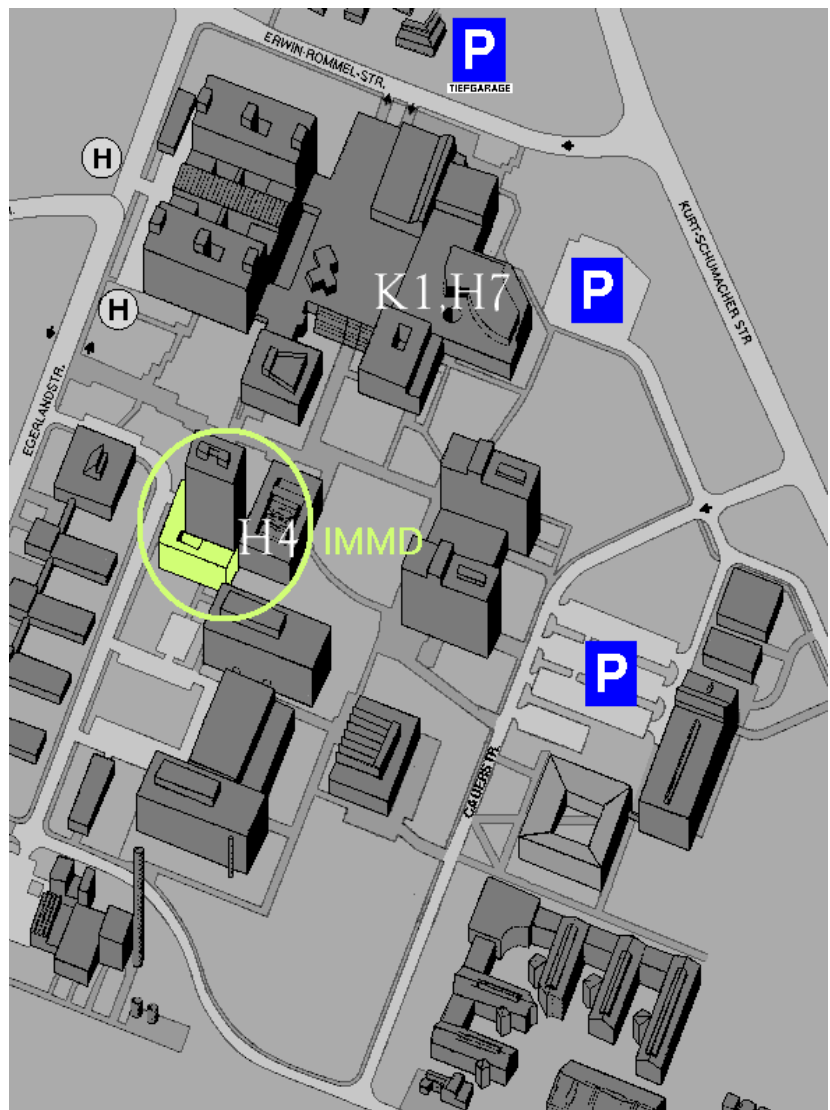 P
TIEFGARAGE
ERWIN-ROMMEL-STR.
H
KURT-SCHUMACHER STR
P
K1,H7
H
EGERLANDSTR.
H4
IMMD
P
CAUERSTR.